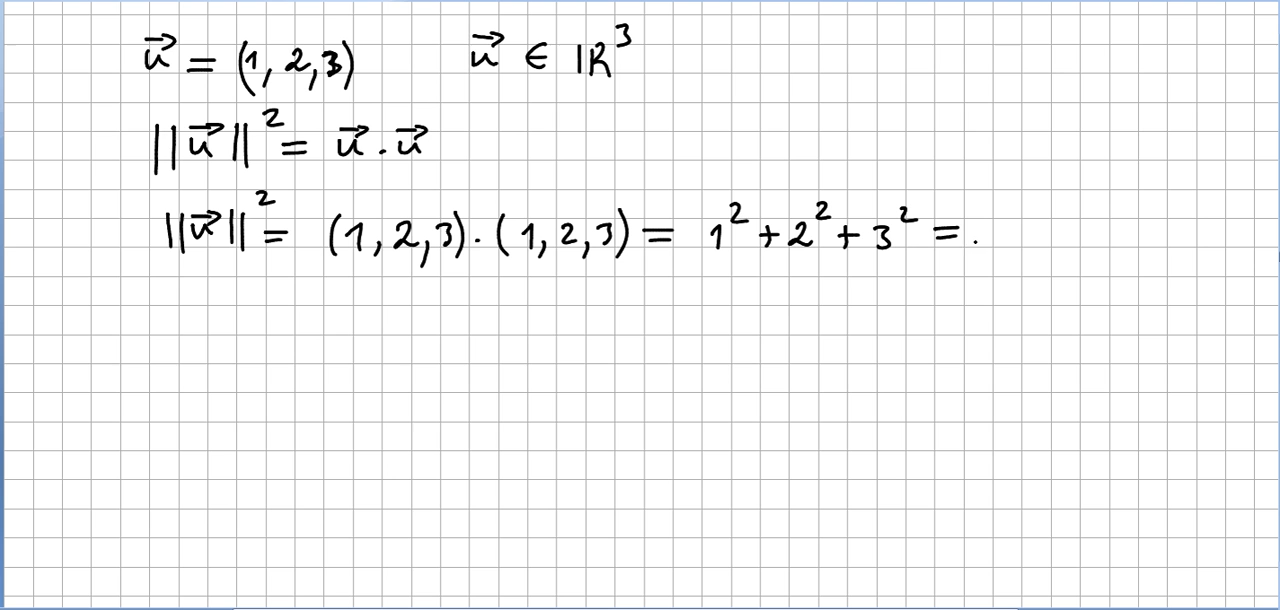 u⃗ = (1, 2, 3) u⃗ ∈ ℝ³
||u⃗||² = u⃗ · u⃗
||u⃗||² = (1, 2, 3) · (1, 2, 3) = 1² + 2² + 3² = .